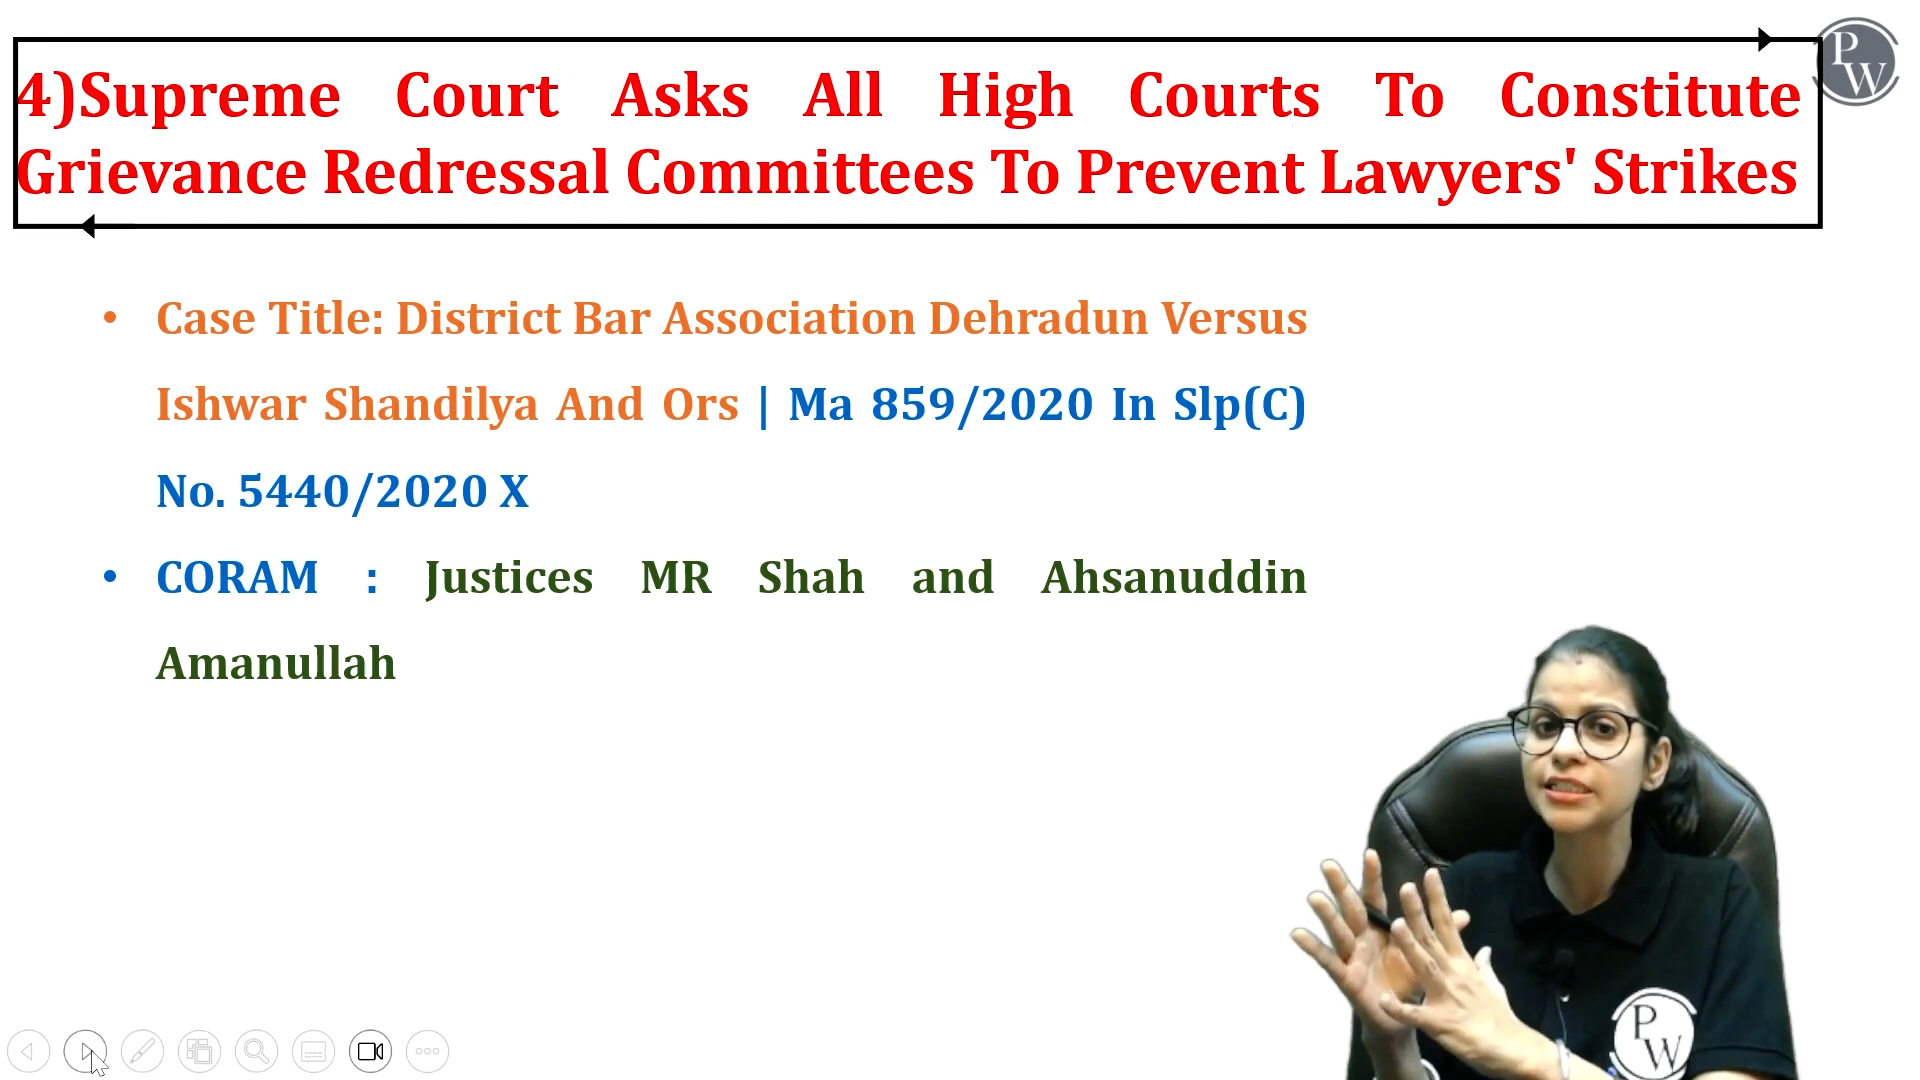 4)Supreme Court Asks All High Courts To Constitute
Grievance Redressal Committees To Prevent Lawyers' Strikes
PW
• Case Title: District Bar Association Dehradun Versus
Ishwar Shandilya And Ors | Ma 859/2020 In Slp(C)
No. 5440/2020 X
• CORAM : Justices MR Shah and Ahsanuddin
Amanullah
PW